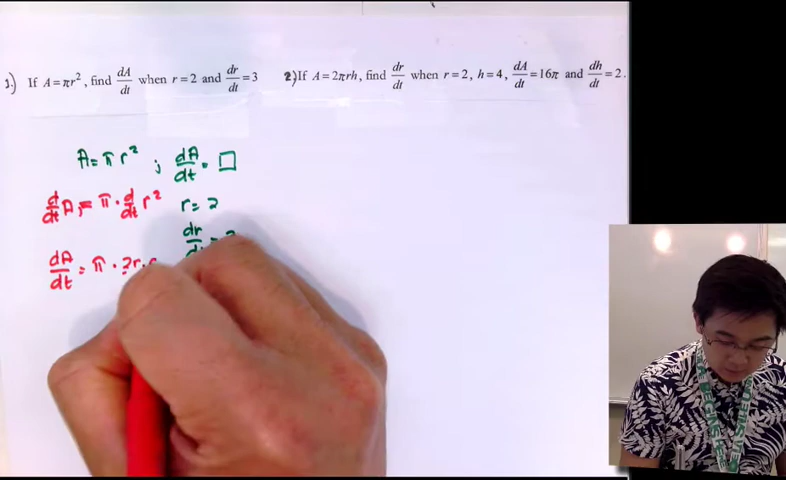 1.) If A = πr², find dA/dt when r = 2 and dr/dt = 3
2) If A = 2πrh, find dr/dt when r = 2, h = 4, dA/dt = 16π and dh/dt = 2.
A = π r² ; dA/dt = □
d/dt A = π · d/dt r² r = 2
dr/
dA/dt = π · 2r ·